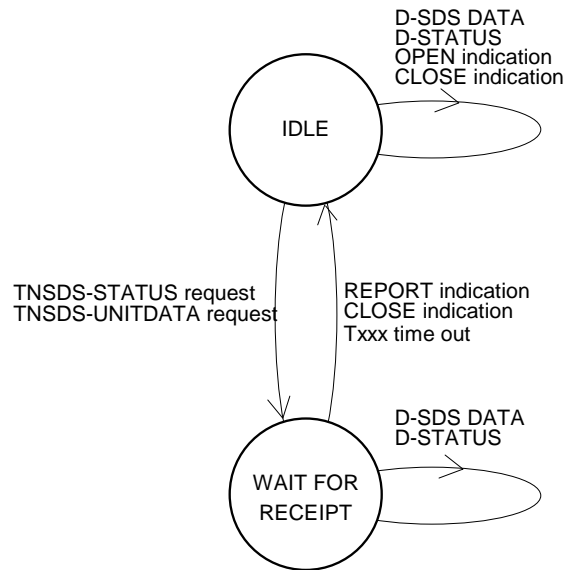 D-SDS DATA
D-STATUS
OPEN indication
CLOSE indication
IDLE
TNSDS-STATUS request
TNSDS-UNITDATA request
REPORT indication
CLOSE indication
Txxx time out
D-SDS DATA
D-STATUS
WAIT FOR
RECEIPT